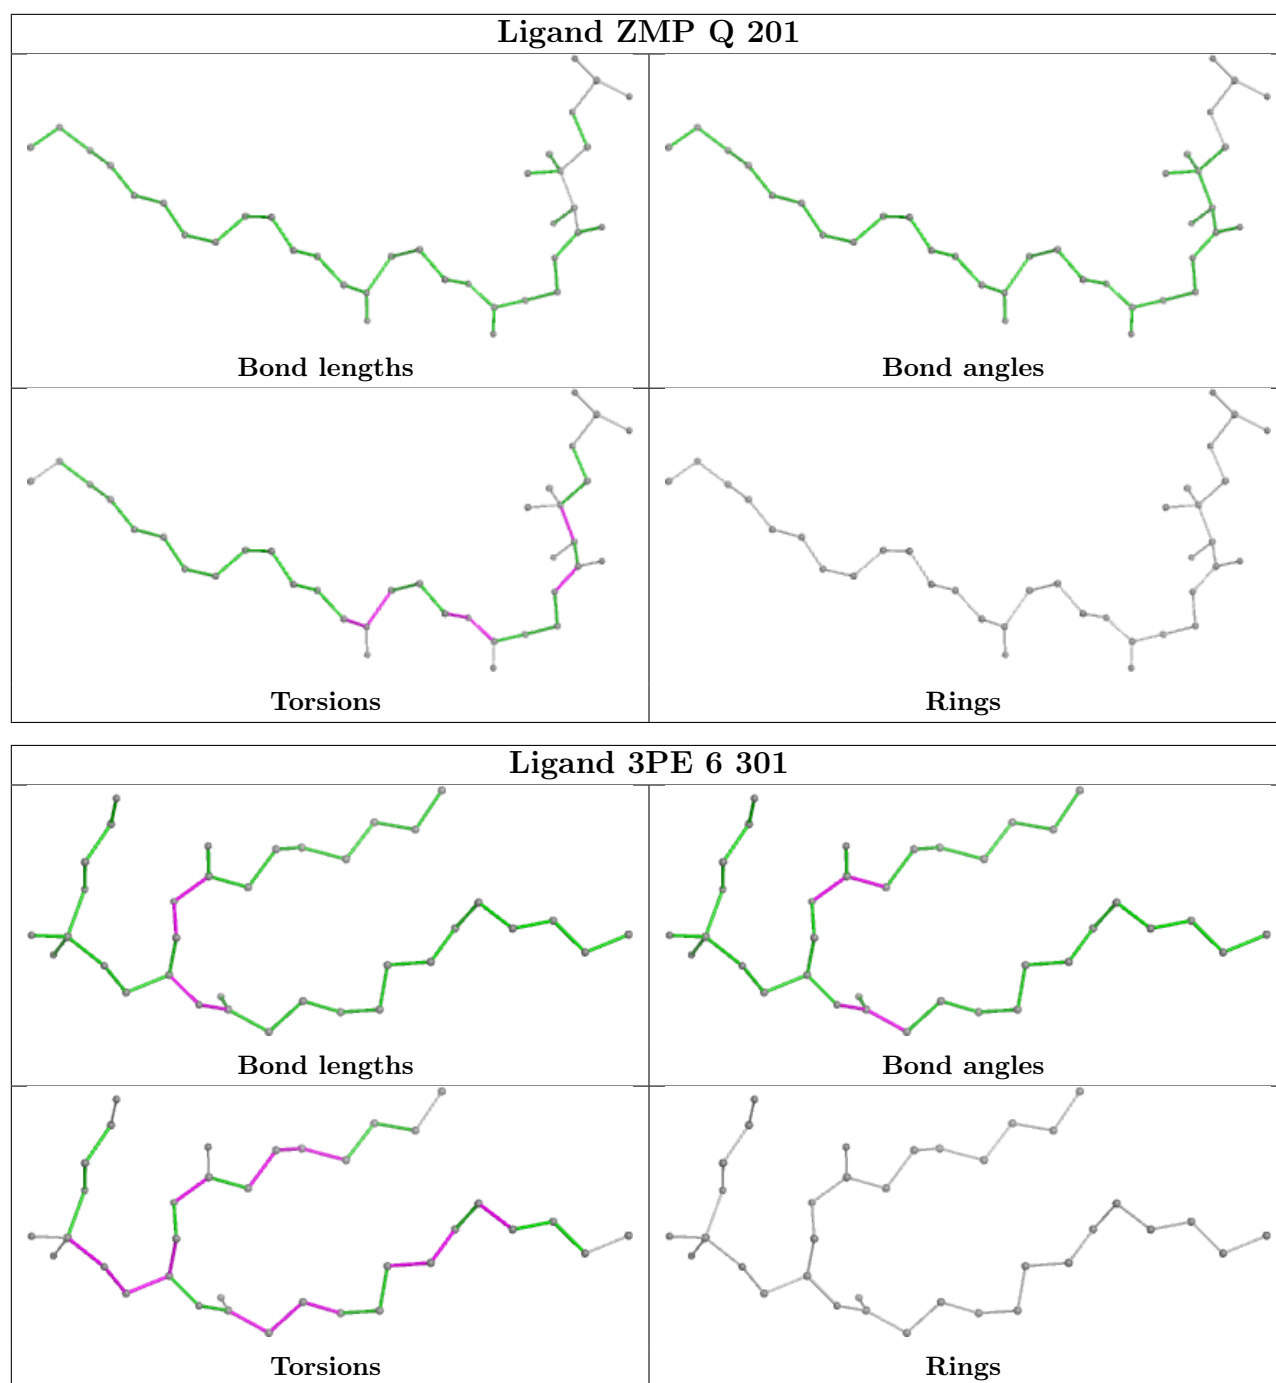 Ligand ZMP Q 201
Bond lengths
Bond angles
Torsions
Rings
Ligand 3PE 6 301
Bond lengths
Bond angles
Torsions
Rings